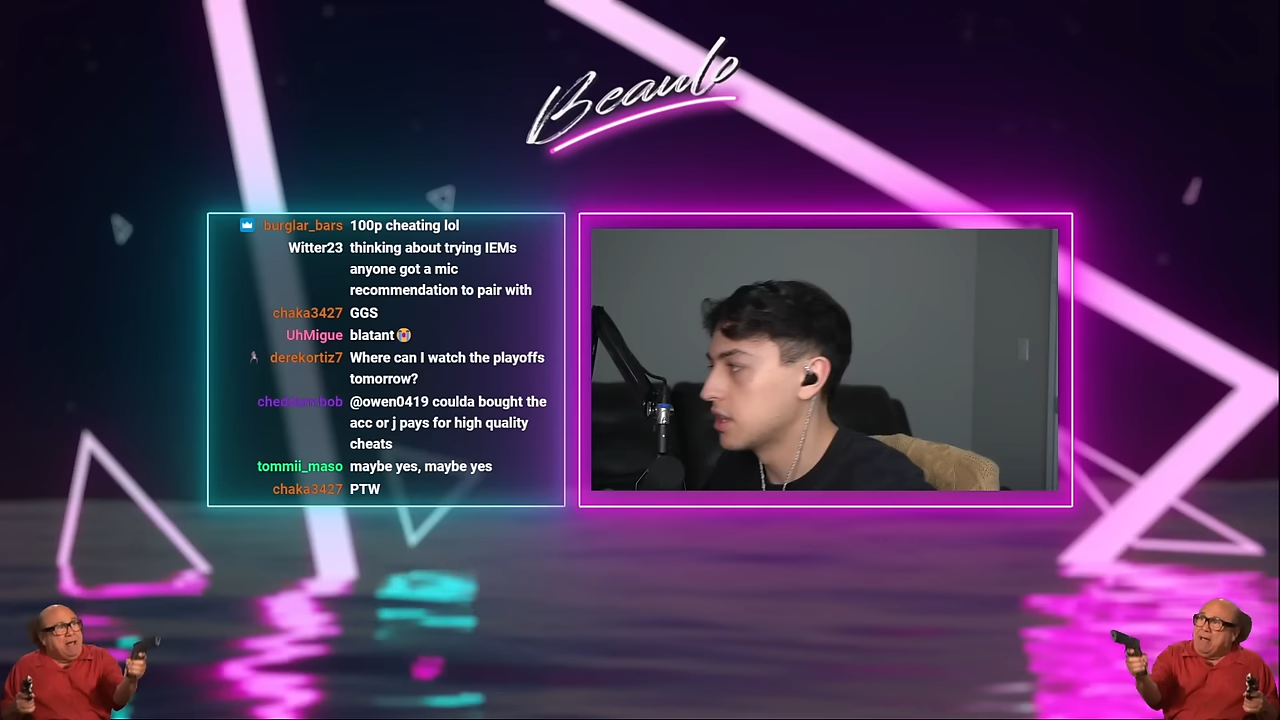 Beaulo
burglar_bars 100p cheating lol
Witter23 thinking about trying IEMs
anyone got a mic
recommendation to pair with
chaka3427 GGS
UhMigue blatant
derekortiz7 Where can I watch the playoffs
tomorrow?
@owen0419 coulda bought the
acc or j pays for high quality
cheats
tommii_maso maybe yes, maybe yes
chaka3427 PTW